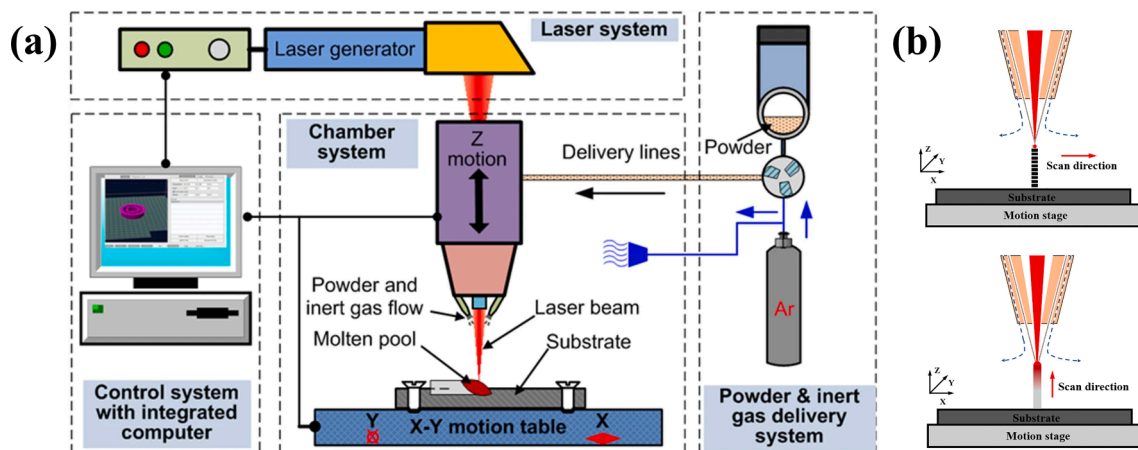 (a)
Laser generator
Laser system
Chamber
system
Z
motion
Delivery lines
Powder
Ar
Powder and
inert gas flow
Molten pool
Laser beam
Substrate
Y
X-Y motion table
X
Control system
with integrated
computer
Powder & inert
gas delivery
system
(b)
Z
Y
X
Scan direction
Substrate
Motion stage
Z
Y
X
Scan direction
Substrate
Motion stage